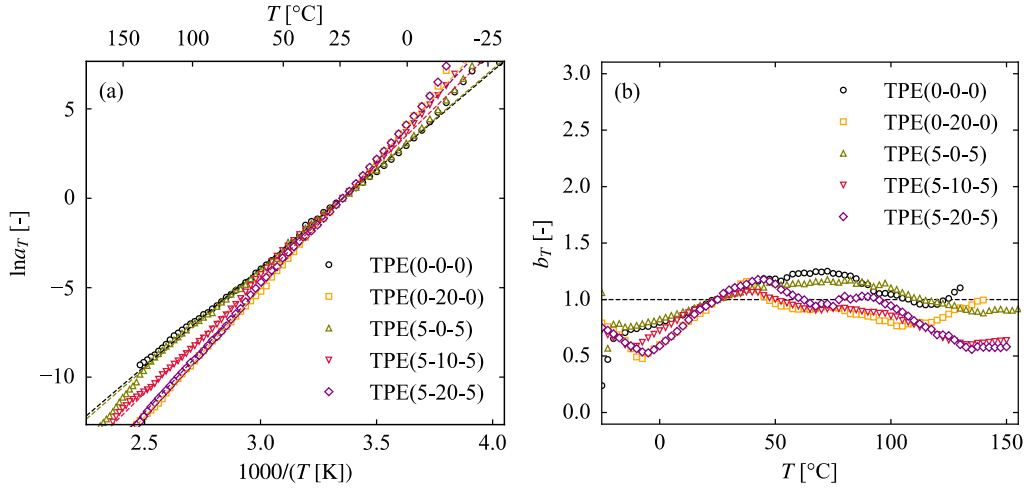 T [°C]
150 100 50 25 0 -25
(a)
5
0
−5
−10
ln a_T [-]
TPE(0-0-0)
TPE(0-20-0)
TPE(5-0-5)
TPE(5-10-5)
TPE(5-20-5)
2.5 3.0 3.5 4.0
1000/(T [K])
(b)
3.0
2.5
2.0
1.5
1.0
0.5
0.0
b_T [-]
TPE(0-0-0)
TPE(0-20-0)
TPE(5-0-5)
TPE(5-10-5)
TPE(5-20-5)
0 50 100 150
T [°C]